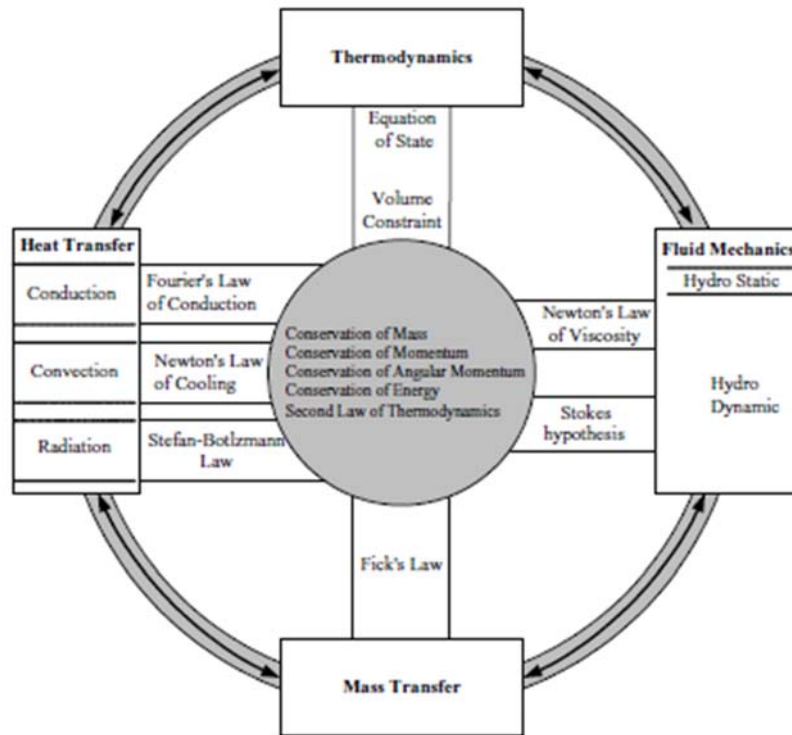 Thermodynamics
Equation
of State
Volume
Constraint
Heat Transfer
Conduction
Fourier's Law
of Conduction
Convection
Newton's Law
of Cooling
Radiation
Stefan-Botlzmann
Law
Conservation of Mass
Conservation of Momentum
Conservation of Angular Momentum
Conservation of Energy
Second Law of Thermodynamics
Fluid Mechanics
Hydro Static
Newton's Law
of Viscosity
Hydro
Dynamic
Stokes
hypothesis
Fick's Law
Mass Transfer